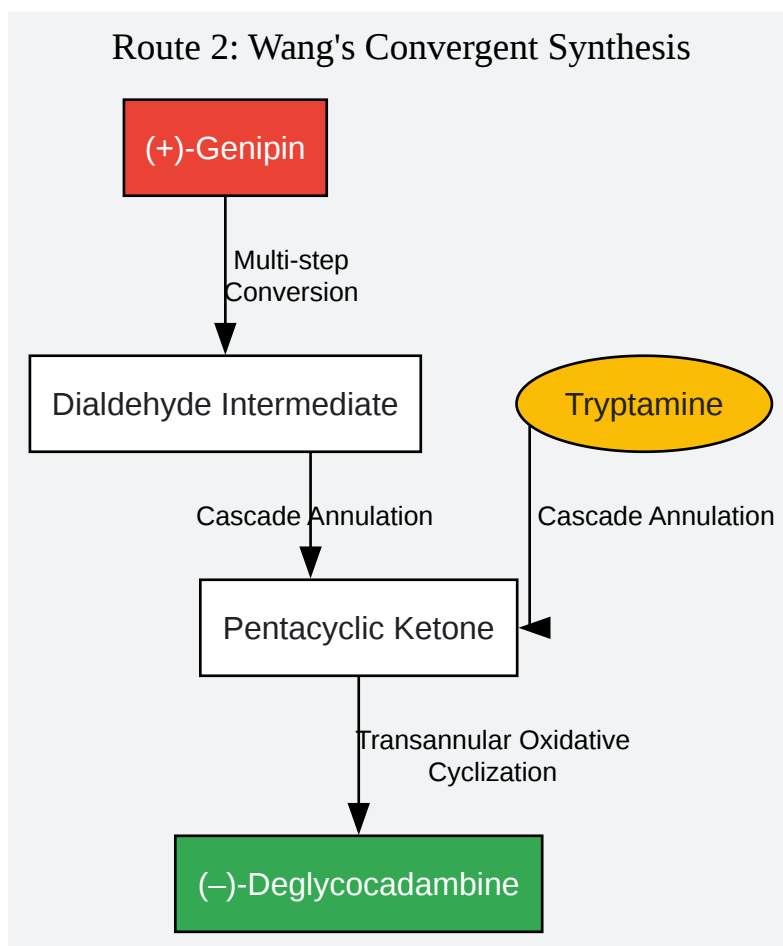 Route 2: Wang's Convergent Synthesis
(+)-Genipin
Multi-step
Conversion
Dialdehyde Intermediate
Tryptamine
Cascade Annulation
Cascade Annulation
Pentacyclic Ketone
Transannular Oxidative
Cyclization
(–)-Deglycocadambine